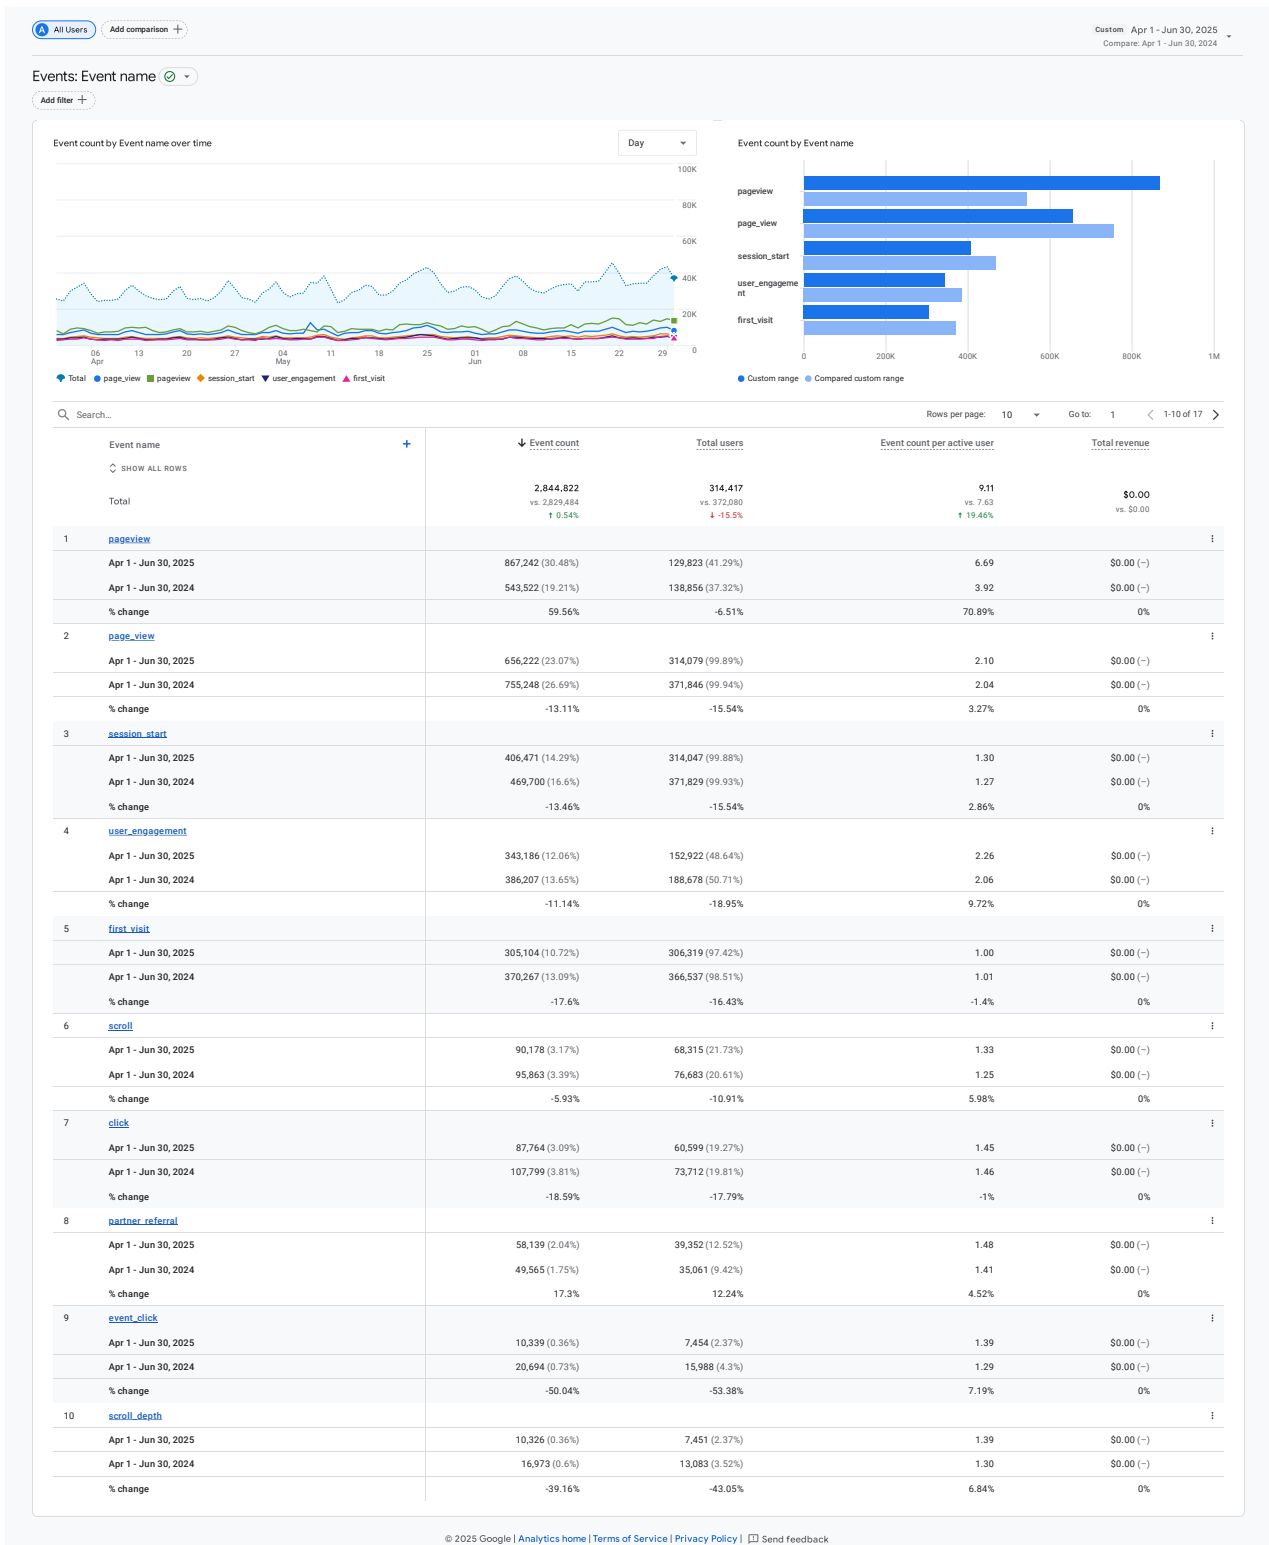 A All Users Add comparison +
Custom Apr 1 - Jun 30, 2025
Compare: Apr 1 - Jun 30, 2024
Events: Event name
Add filter +
Event count by Event name over time
Day
100K
80K
60K
40K
20K
0
06 Apr 13 20 27 04 May 11 18 25 01 Jun 08 15 22 29
Total page_view pageview session_start user_engagement first_visit
Event count by Event name
pageview
page_view
session_start
user_engageme
nt
first_visit
0 200K 400K 600K 800K 1M
Custom range Compared custom range
Search...
Rows per page: 10 Go to: 1 1-10 of 17
Event name + Event count Total users Event count per active user Total revenue
SHOW ALL ROWS
Total
2,844,822 314,417 9.11 $0.00
vs. 2,829,484 vs. 372,080 vs. 7.63 vs. $0.00
↑ 0.54% ↓ -15.5% ↑ 19.46%
1 pageview
Apr 1 - Jun 30, 2025 867,242 (30.48%) 129,823 (41.29%) 6.69 $0.00 (–)
Apr 1 - Jun 30, 2024 543,522 (19.21%) 138,856 (37.32%) 3.92 $0.00 (–)
% change 59.56% -6.51% 70.89% 0%
2 page_view
Apr 1 - Jun 30, 2025 656,222 (23.07%) 314,079 (99.89%) 2.10 $0.00 (–)
Apr 1 - Jun 30, 2024 755,248 (26.69%) 371,846 (99.94%) 2.04 $0.00 (–)
% change -13.11% -15.54% 3.27% 0%
3 session_start
Apr 1 - Jun 30, 2025 406,471 (14.29%) 314,047 (99.88%) 1.30 $0.00 (–)
Apr 1 - Jun 30, 2024 469,700 (16.6%) 371,829 (99.93%) 1.27 $0.00 (–)
% change -13.46% -15.54% 2.86% 0%
4 user_engagement
Apr 1 - Jun 30, 2025 343,186 (12.06%) 152,922 (48.64%) 2.26 $0.00 (–)
Apr 1 - Jun 30, 2024 386,207 (13.65%) 188,678 (50.71%) 2.06 $0.00 (–)
% change -11.14% -18.95% 9.72% 0%
5 first_visit
Apr 1 - Jun 30, 2025 305,104 (10.72%) 306,319 (97.42%) 1.00 $0.00 (–)
Apr 1 - Jun 30, 2024 370,267 (13.09%) 366,537 (98.51%) 1.01 $0.00 (–)
% change -17.6% -16.43% -1.4% 0%
6 scroll
Apr 1 - Jun 30, 2025 90,178 (3.17%) 68,315 (21.73%) 1.33 $0.00 (–)
Apr 1 - Jun 30, 2024 95,863 (3.39%) 76,683 (20.61%) 1.25 $0.00 (–)
% change -5.93% -10.91% 5.98% 0%
7 click
Apr 1 - Jun 30, 2025 87,764 (3.09%) 60,599 (19.27%) 1.45 $0.00 (–)
Apr 1 - Jun 30, 2024 107,799 (3.81%) 73,712 (19.81%) 1.46 $0.00 (–)
% change -18.59% -17.79% -1% 0%
8 partner_referral
Apr 1 - Jun 30, 2025 58,139 (2.04%) 39,352 (12.52%) 1.48 $0.00 (–)
Apr 1 - Jun 30, 2024 49,565 (1.75%) 35,061 (9.42%) 1.41 $0.00 (–)
% change 17.3% 12.24% 4.52% 0%
9 event_click
Apr 1 - Jun 30, 2025 10,339 (0.36%) 7,454 (2.37%) 1.39 $0.00 (–)
Apr 1 - Jun 30, 2024 20,694 (0.73%) 15,988 (4.3%) 1.29 $0.00 (–)
% change -50.04% -53.38% 7.19% 0%
10 scroll_depth
Apr 1 - Jun 30, 2025 10,326 (0.36%) 7,451 (2.37%) 1.39 $0.00 (–)
Apr 1 - Jun 30, 2024 16,973 (0.6%) 13,083 (3.52%) 1.30 $0.00 (–)
% change -39.16% -43.05% 6.84% 0%
© 2025 Google | Analytics home | Terms of Service | Privacy Policy | Send feedback